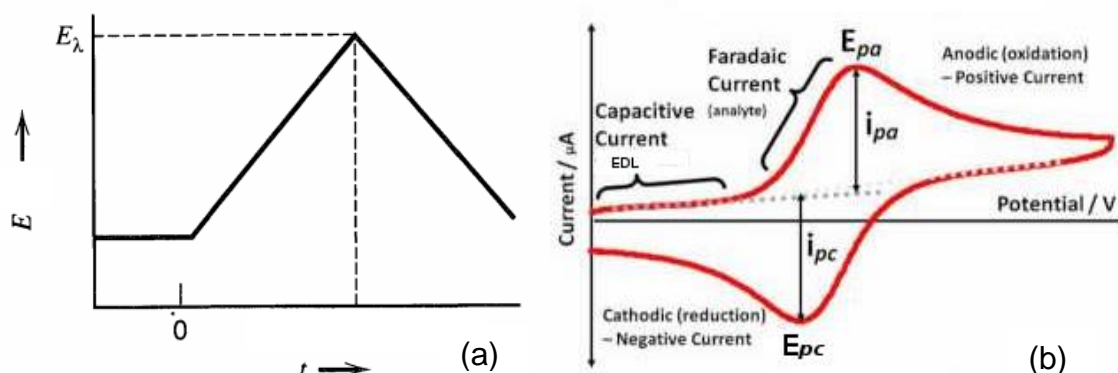 E_λ
E
0
t
(a)
E_pa
Faradaic
Current
(analyte)
Anodic (oxidation)
– Positive Current
Capacitive
Current
EDL
i_pa
Current / µA
Potential / V
i_pc
Cathodic (reduction)
– Negative Current
E_pc
(b)